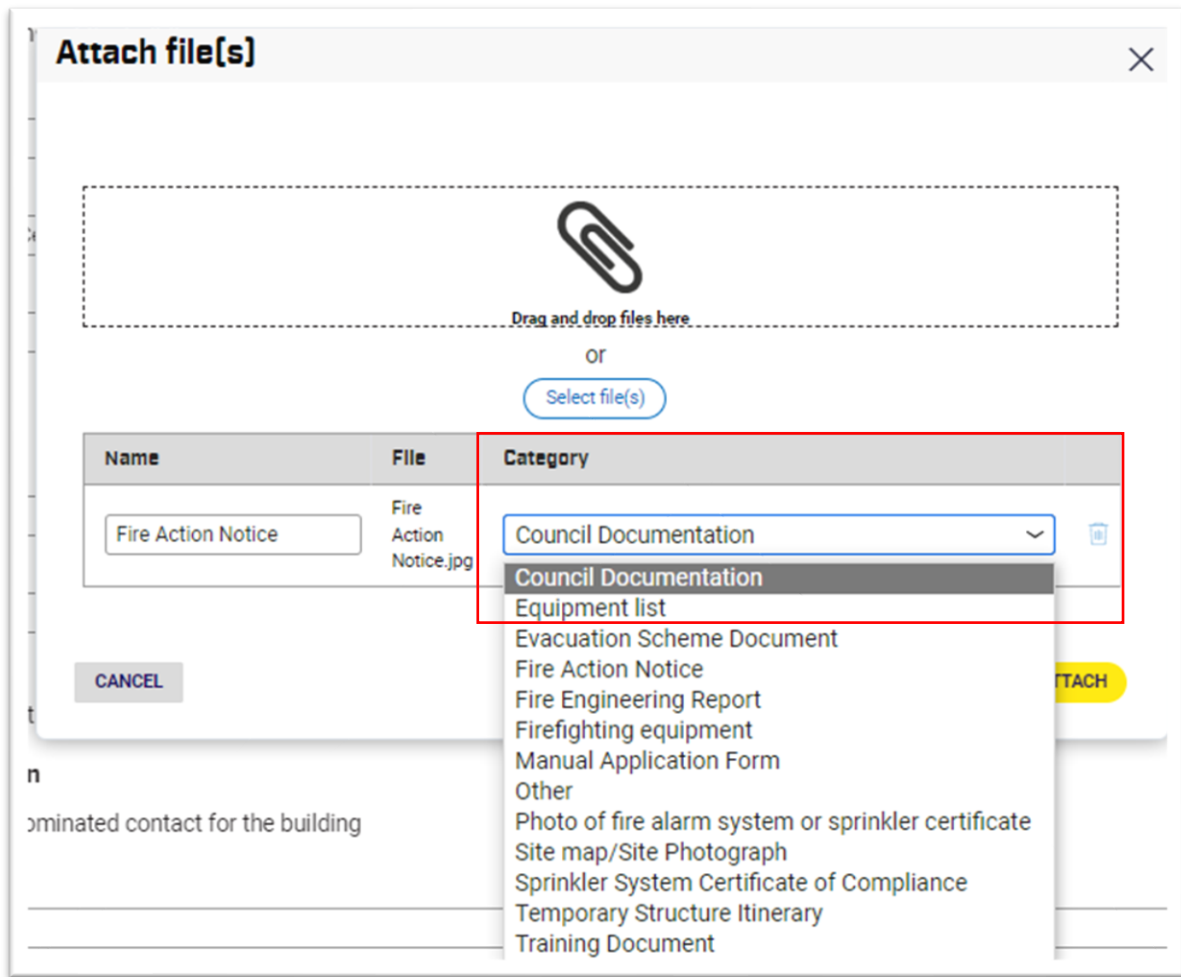 Attach file(s)
Drag and drop files here
or
Select file(s)
Name File Category
Fire Action Notice
Fire
Action
Notice.jpg
Council Documentation
Council Documentation
Equipment list
Evacuation Scheme Document
Fire Action Notice
Fire Engineering Report
Firefighting equipment
Manual Application Form
Other
Photo of fire alarm system or sprinkler certificate
Site map/Site Photograph
Sprinkler System Certificate of Compliance
Temporary Structure Itinerary
Training Document
CANCEL
TTACH
n
ominated contact for the building